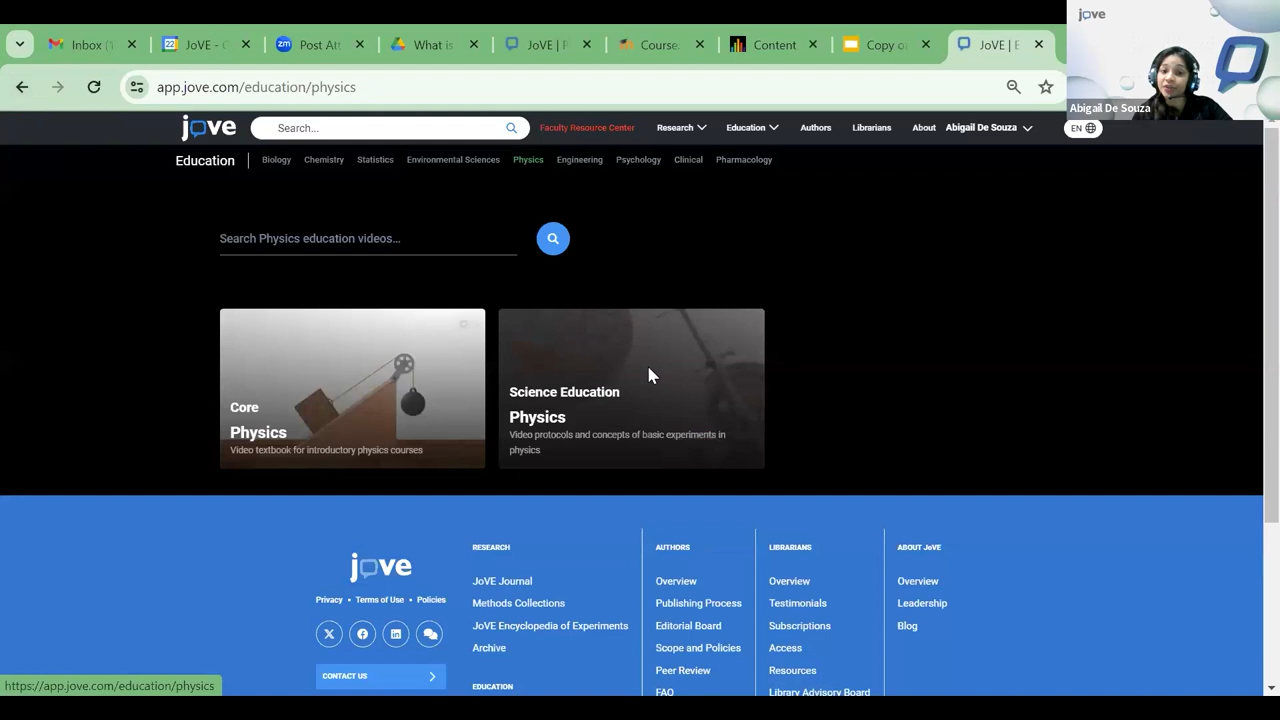 jove
Inbox (1
JoVE - C
Post Att
What is
JoVE | F
Course:
Content
Copy o
JoVE | E
app.jove.com/education/physics
Abigail De Souza
jove
Search...
Faculty Resource Center
Research
Education
Authors
Librarians
About
Abigail De Souza
EN
Education
Biology
Chemistry
Statistics
Environmental Sciences
Physics
Engineering
Psychology
Clinical
Pharmacology
Search Physics education videos...
Core
Physics
Video textbook for introductory physics courses
Science Education
Physics
Video protocols and concepts of basic experiments in
physics
jove
Privacy • Terms of Use • Policies
CONTACT US
RESEARCH
JoVE Journal
Methods Collections
JoVE Encyclopedia of Experiments
Archive
EDUCATION
AUTHORS
Overview
Publishing Process
Editorial Board
Scope and Policies
Peer Review
FAQ
LIBRARIANS
Overview
Testimonials
Subscriptions
Access
Resources
Library Advisory Board
ABOUT JoVE
Overview
Leadership
Blog
https://app.jove.com/education/physics